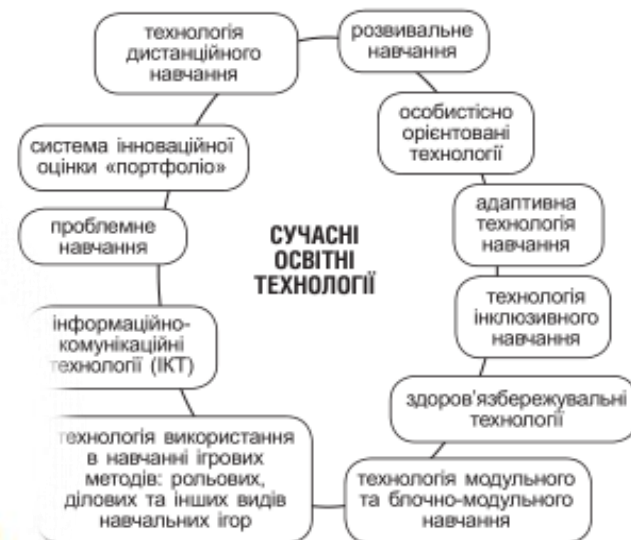 технологія
дистанційного
навчання
розвивальне
навчання
особистісно
орієнтовані
технології
система інноваційної
оцінки «портфоліо»
адаптивна
технологія
навчання
проблемне
навчання
СУЧАСНІ
ОСВІТНІ
ТЕХНОЛОГІЇ
технологія
інклюзивного
навчання
інформаційно-
комунікаційні
технології (ІКТ)
здоров’язбережувальні
технології
технологія використання
в навчанні ігрових
методів: рольових,
ділових та інших видів
навчальних ігор
технологія модульного
та блочно-модульного
навчання